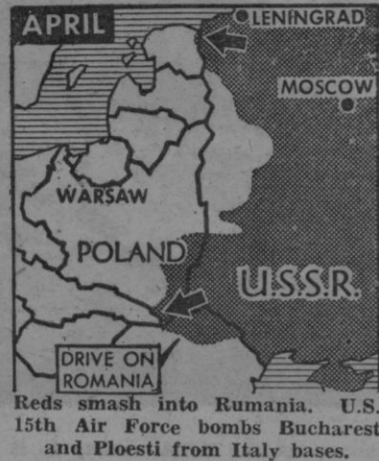 APRIL
LENINGRAD
MOSCOW
WARSAW
POLAND
U.S.S.R.
DRIVE ON
ROMANIA
Reds smash into Rumania. U.S.
15th Air Force bombs Bucharest
and Ploesti from Italy bases.